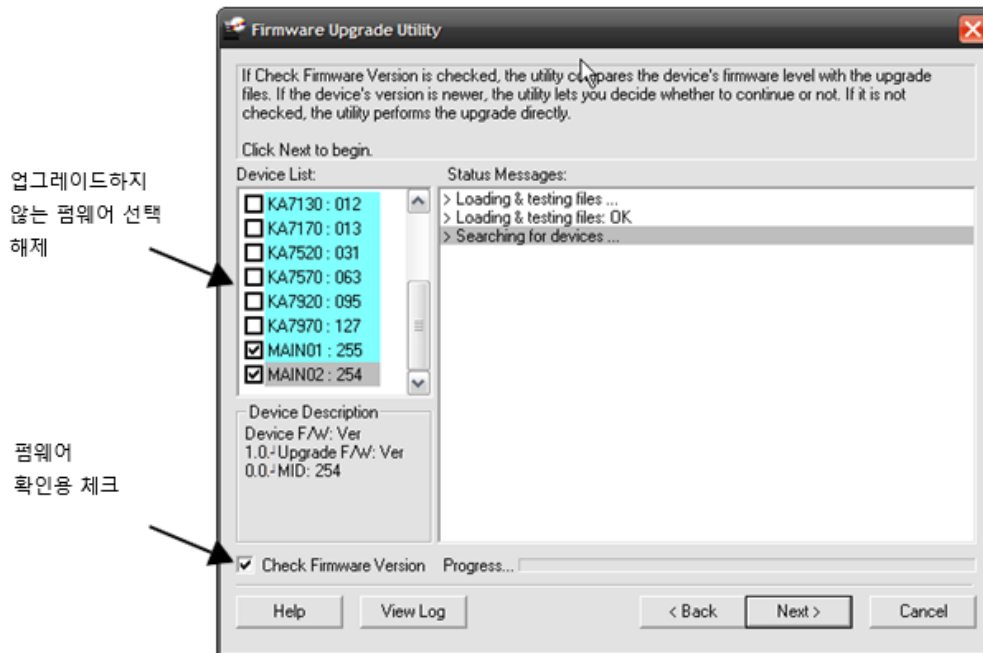 Firmware Upgrade Utility
If Check Firmware Version is checked, the utility compares the device's firmware level with the upgrade
files. If the device's version is newer, the utility lets you decide whether to continue or not. If it is not
checked, the utility performs the upgrade directly.
Click Next to begin.
업그레이드하지
않는 펌웨어 선택
해제
Device List:
KA7130 : 012
KA7170 : 013
KA7520 : 031
KA7570 : 063
KA7920 : 095
KA7970 : 127
MAIN01 : 255
MAIN02 : 254
Status Messages:
> Loading & testing files ...
> Loading & testing files: OK
> Searching for devices ...
Device Description
Device F/W: Ver
1.0.┘Upgrade F/W: Ver
0.0.┘MID: 254
펌웨어
확인용 체크
Check Firmware Version
Progress...
Help
View Log
< Back
Next >
Cancel